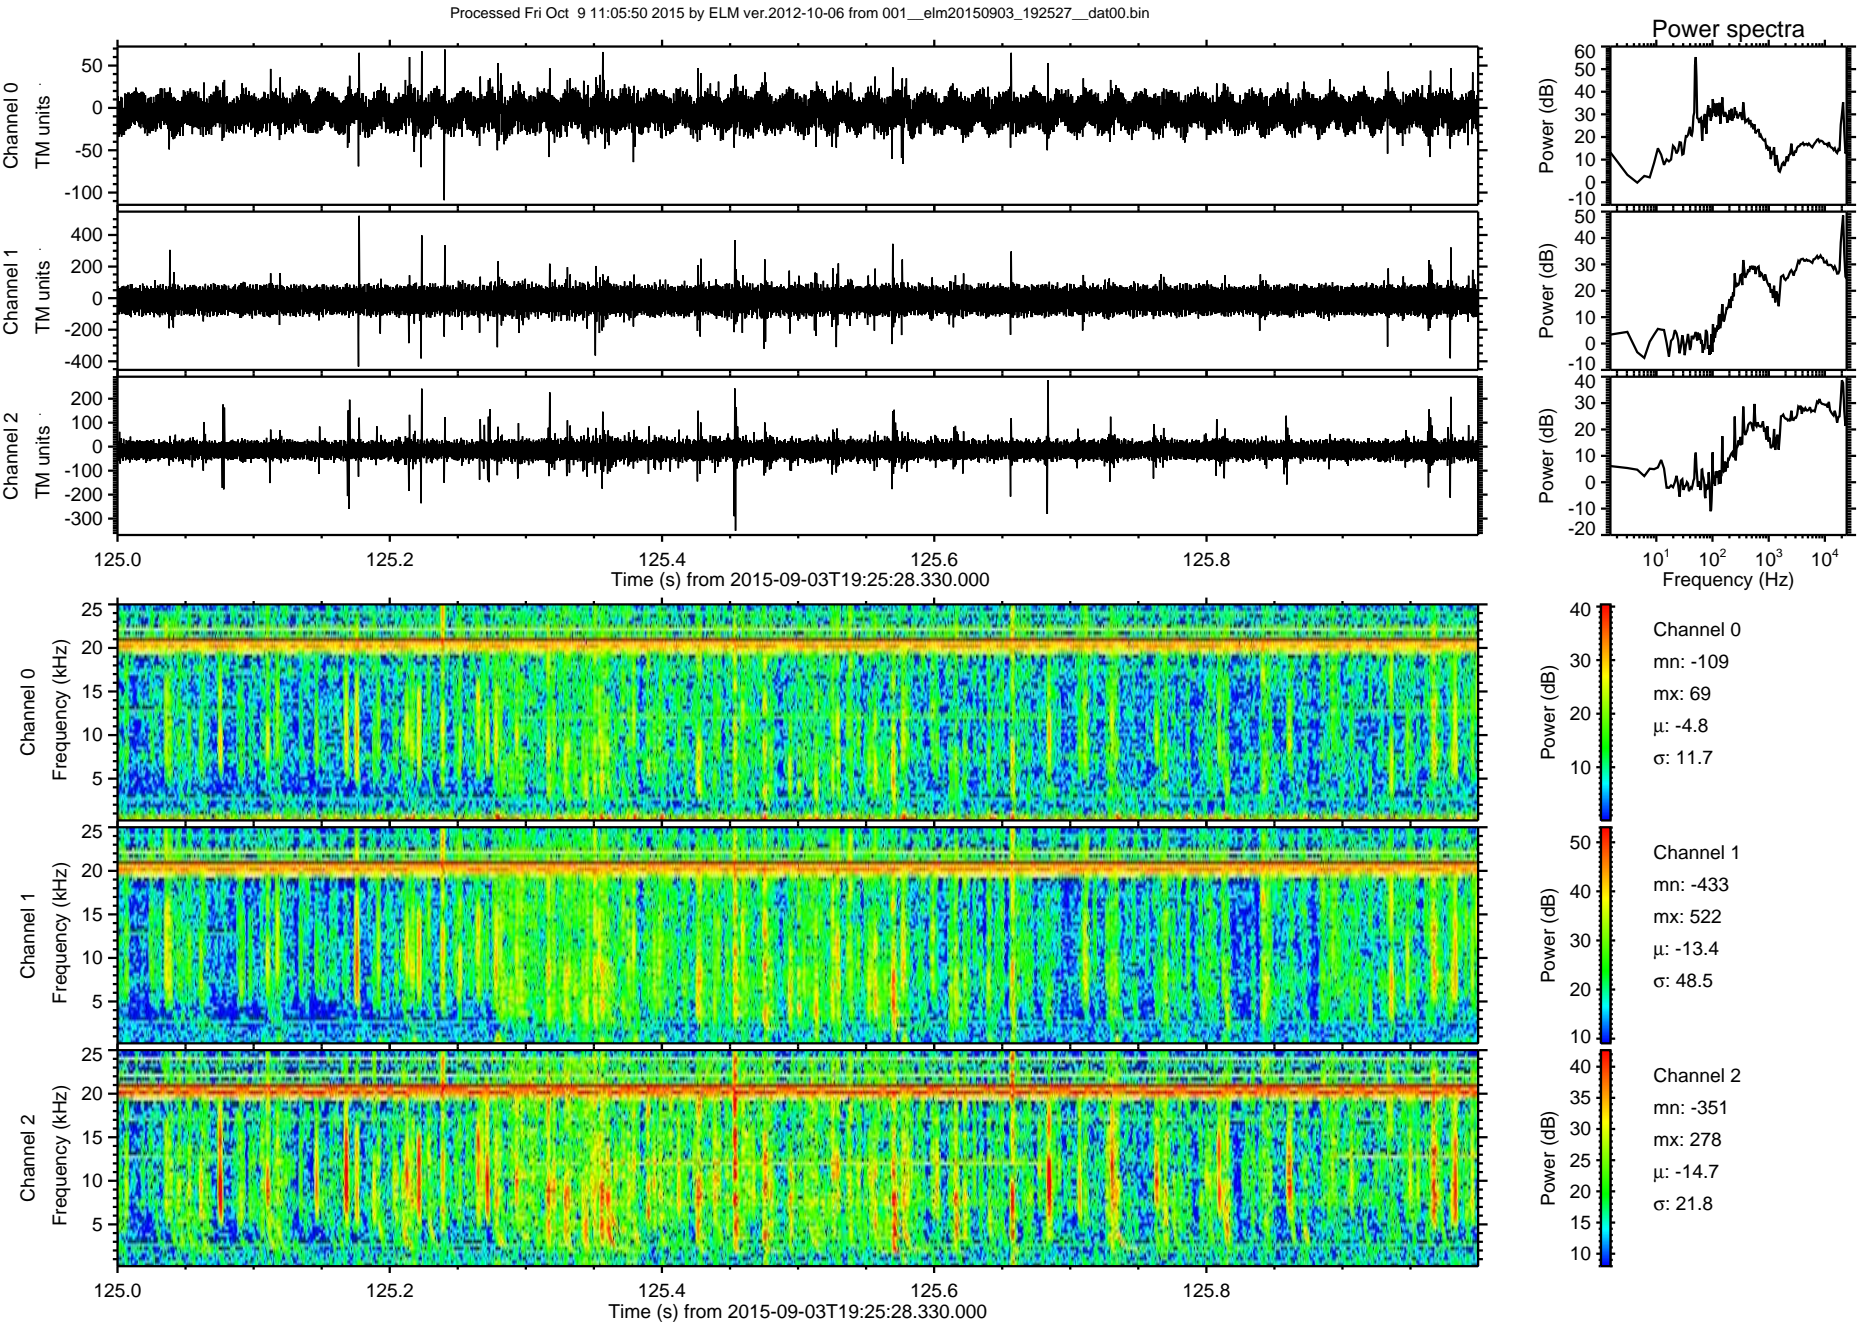 Processed Fri Oct  9 11:05:50 2015 by ELM ver.2012-10-06 from 001__elm20150903_192527__dat00.bin
Power spectra
Channel 0
TM units
50
0
-50
-100
Power (dB)
60
50
40
30
20
10
0
-10
Channel 1
TM units
400
200
0
-200
-400
Power (dB)
50
40
30
20
10
0
-10
Channel 2
TM units
200
100
0
-100
-200
-300
Power (dB)
40
30
20
10
0
-10
-20
125.0 125.2 125.4 125.6 125.8
Time (s) from 2015-09-03T19:25:28.330.000
10^1 10^2 10^3 10^4
Frequency (Hz)
Channel 0
Frequency (kHz)
25
20
15
10
5
Power (dB)
40
30
20
10
Channel 0
mn: -109
mx: 69
μ: -4.8
σ: 11.7
Channel 1
Frequency (kHz)
25
20
15
10
5
Power (dB)
50
40
30
20
10
Channel 1
mn: -433
mx: 522
μ: -13.4
σ: 48.5
Channel 2
Frequency (kHz)
25
20
15
10
5
Power (dB)
40
35
30
25
20
15
10
Channel 2
mn: -351
mx: 278
μ: -14.7
σ: 21.8
125.0 125.2 125.4 125.6 125.8
Time (s) from 2015-09-03T19:25:28.330.000